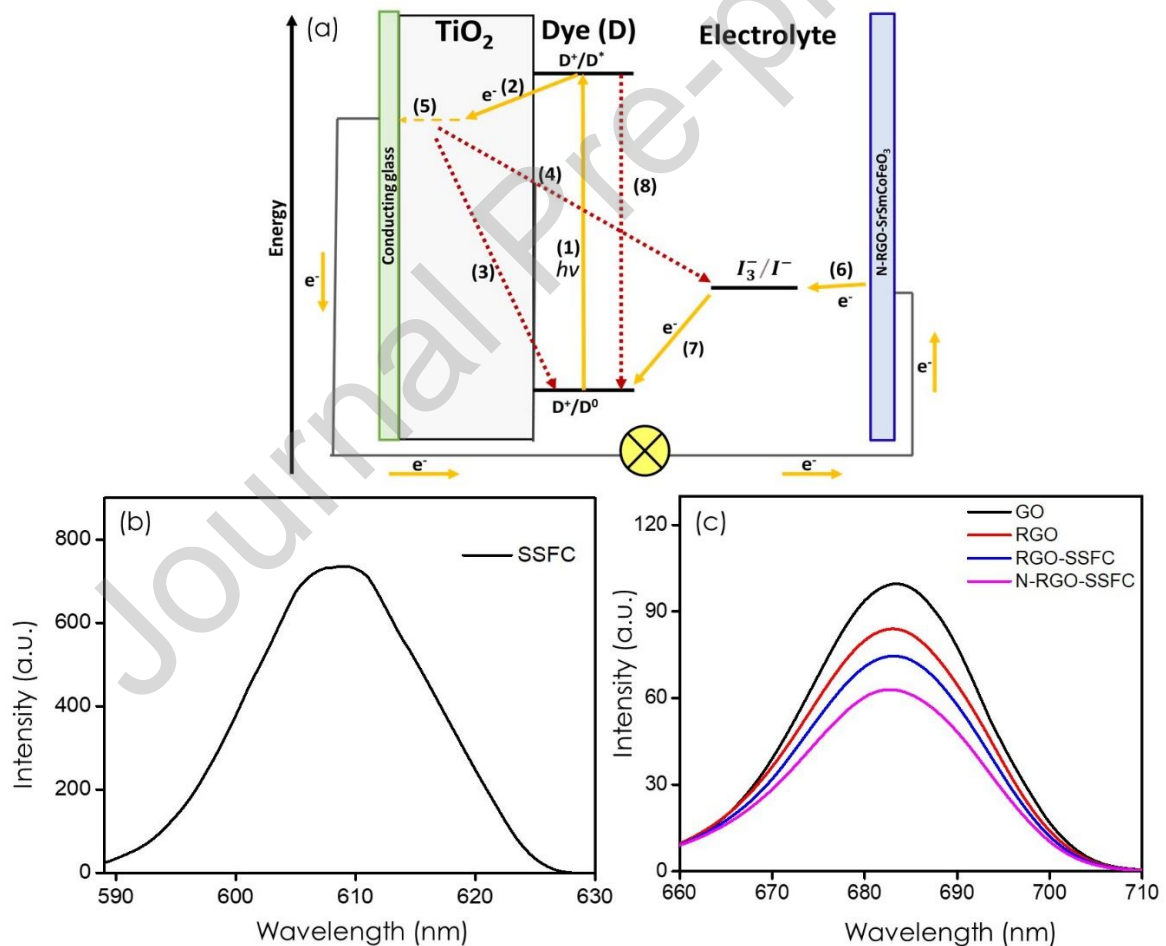 (a)
TiO₂ Dye (D) Electrolyte
D⁺/D*
e⁻ (2)
(5)
(4)
(8)
(1)
hν
(3)
I₃⁻/I⁻
(6)
e⁻
e⁻
(7)
D⁺/D⁰
Energy
Conducting glass
N-RGO-SrSmCoFeO₃
e⁻
e⁻
e⁻
e⁻
Journal Pre-p
(b)
SSFC
800
600
400
200
0
590 600 610 620 630
Intensity (a.u.)
Wavelength (nm)
(c)
GO
RGO
RGO-SSFC
N-RGO-SSFC
120
90
60
30
0
660 670 680 690 700 710
Intensity (a.u.)
Wavelength (nm)